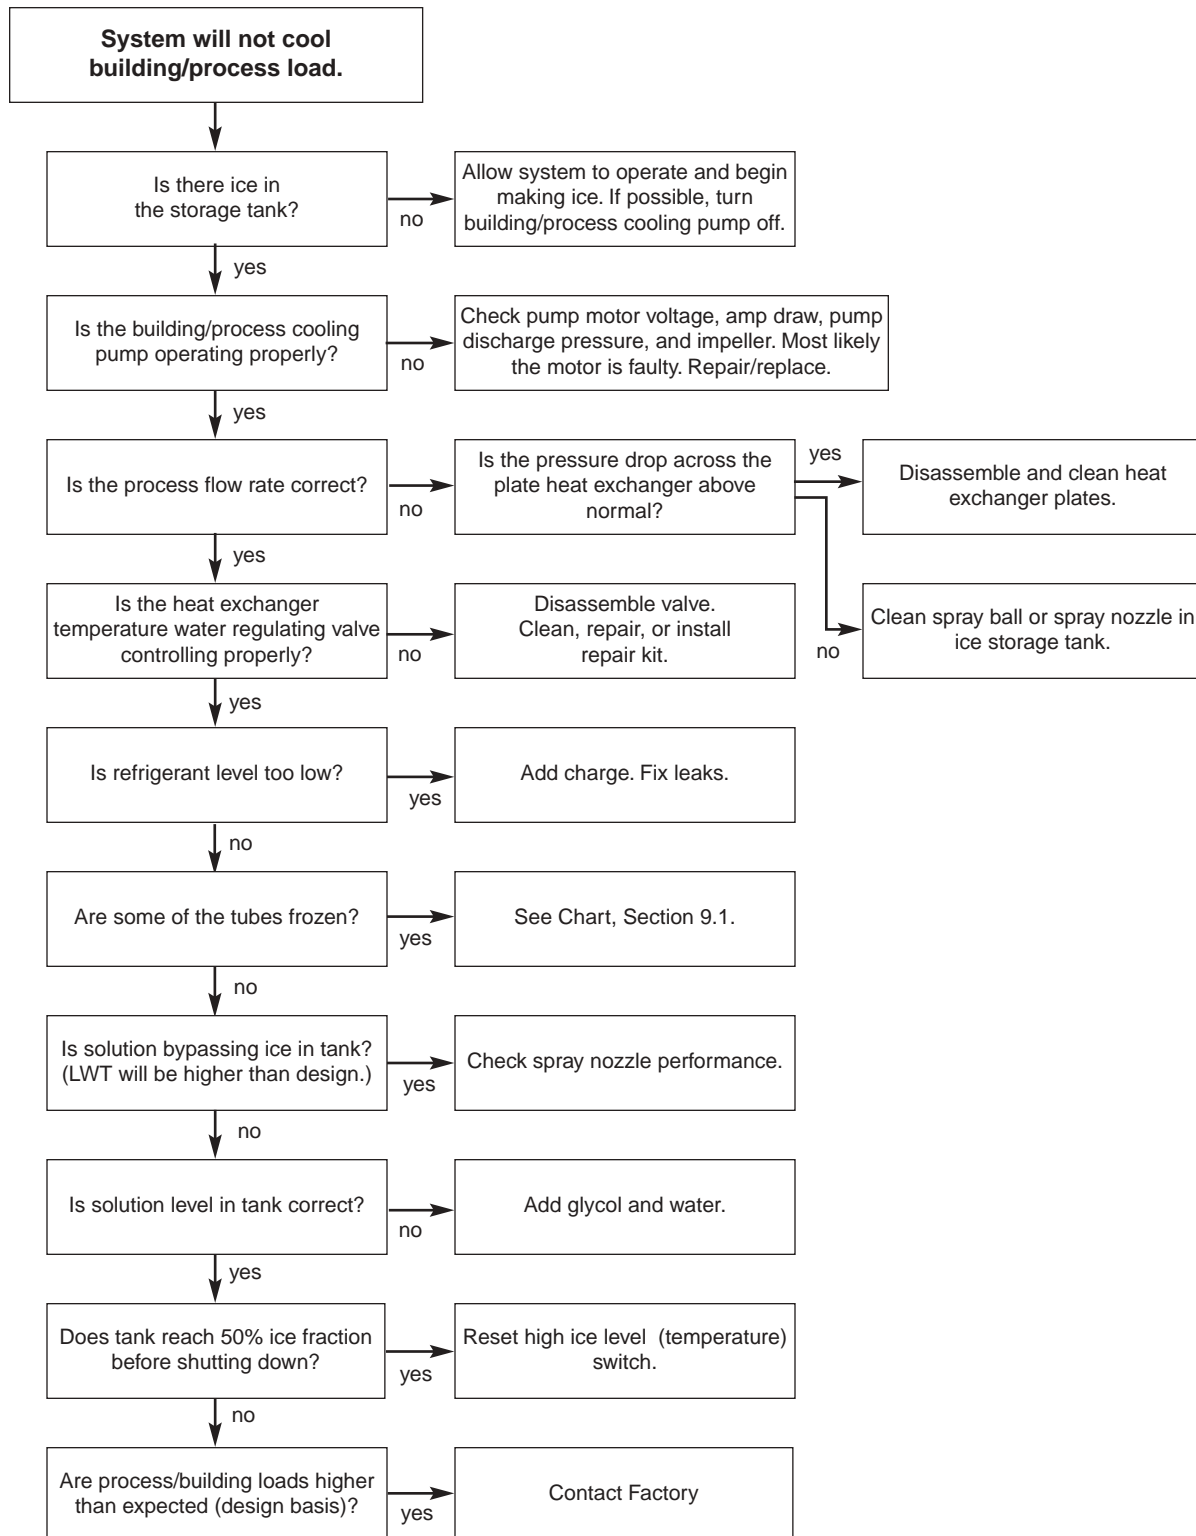 System will not cool
building/process load.
Is there ice in
the storage tank?
no
Allow system to operate and begin
making ice. If possible, turn
building/process cooling pump off.
yes
Is the building/process cooling
pump operating properly?
no
Check pump motor voltage, amp draw, pump
discharge pressure, and impeller. Most likely
the motor is faulty. Repair/replace.
yes
Is the process flow rate correct?
no
Is the pressure drop across the
plate heat exchanger above
normal?
yes
Disassemble and clean heat
exchanger plates.
no
Clean spray ball or spray nozzle in
ice storage tank.
yes
Is the heat exchanger
temperature water regulating valve
controlling properly?
no
Disassemble valve.
Clean, repair, or install
repair kit.
yes
Is refrigerant level too low?
yes
Add charge. Fix leaks.
no
Are some of the tubes frozen?
yes
See Chart, Section 9.1.
no
Is solution bypassing ice in tank?
(LWT will be higher than design.)
yes
Check spray nozzle performance.
no
Is solution level in tank correct?
no
Add glycol and water.
yes
Does tank reach 50% ice fraction
before shutting down?
yes
Reset high ice level (temperature)
switch.
no
Are process/building loads higher
than expected (design basis)?
yes
Contact Factory